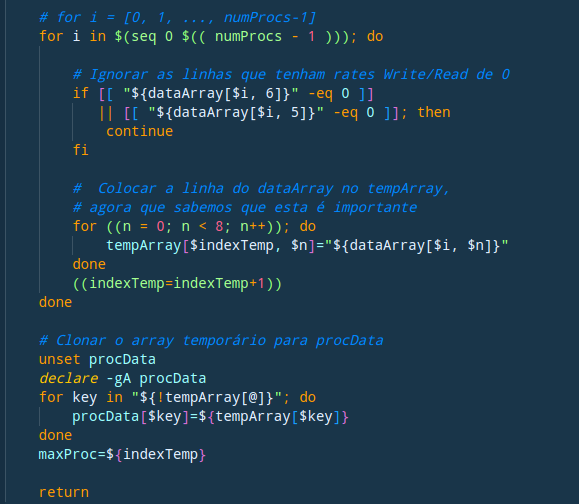 # for i = [0, 1, ..., numProcs-1]
for i in $(seq 0 $(( numProcs - 1 ))); do
# Ignorar as linhas que tenham rates Write/Read de 0
if [[ "${dataArray[$i, 6]}" -eq 0 ]]
|| [[ "${dataArray[$i, 5]}" -eq 0 ]]; then
continue
fi
#  Colocar a linha do dataArray no tempArray,
# agora que sabemos que esta é importante
for ((n = 0; n < 8; n++)); do
tempArray[$indexTemp, $n]="${dataArray[$i, $n]}"
done
((indexTemp=indexTemp+1))
done
# Clonar o array temporário para procData
unset procData
declare -gA procData
for key in "${!tempArray[@]}"; do
procData[$key]=${tempArray[$key]}
done
maxProc=${indexTemp}
return